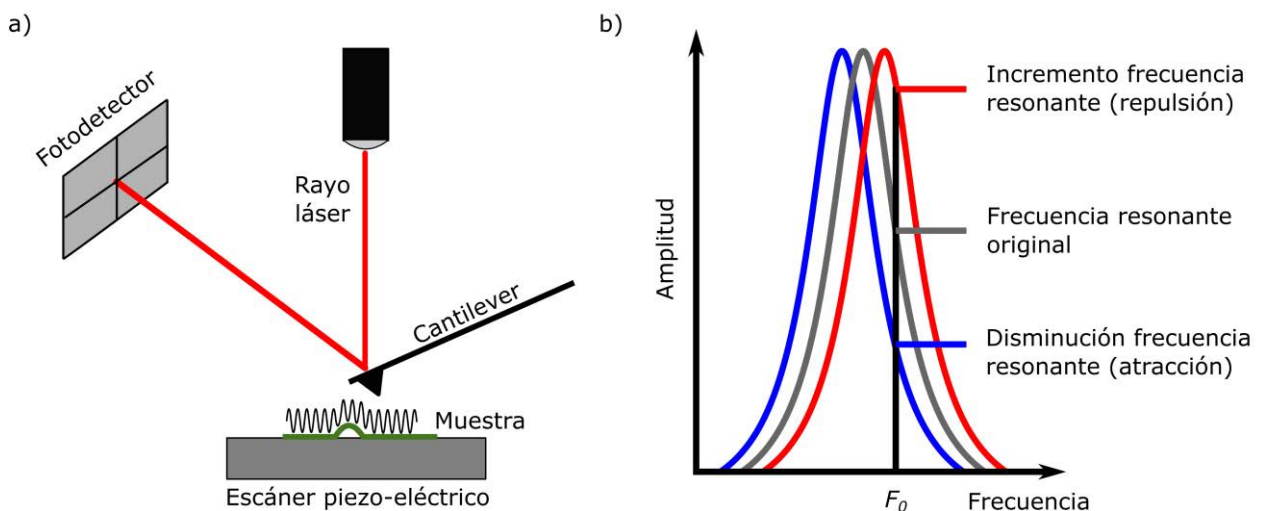 a)
Fotodetector
Rayo
láser
Cantilever
Muestra
Escáner piezo-eléctrico
b)
Amplitud
Incremento frecuencia
resonante (repulsión)
Frecuencia resonante
original
Disminución frecuencia
resonante (atracción)
F0
Frecuencia